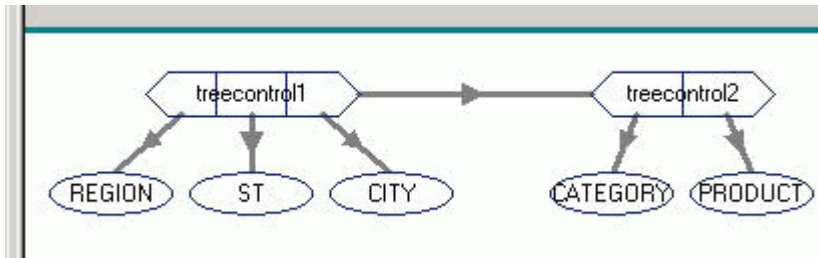 treecontrol1
treecontrol2
REGION
ST
CITY
CATEGORY
PRODUCT